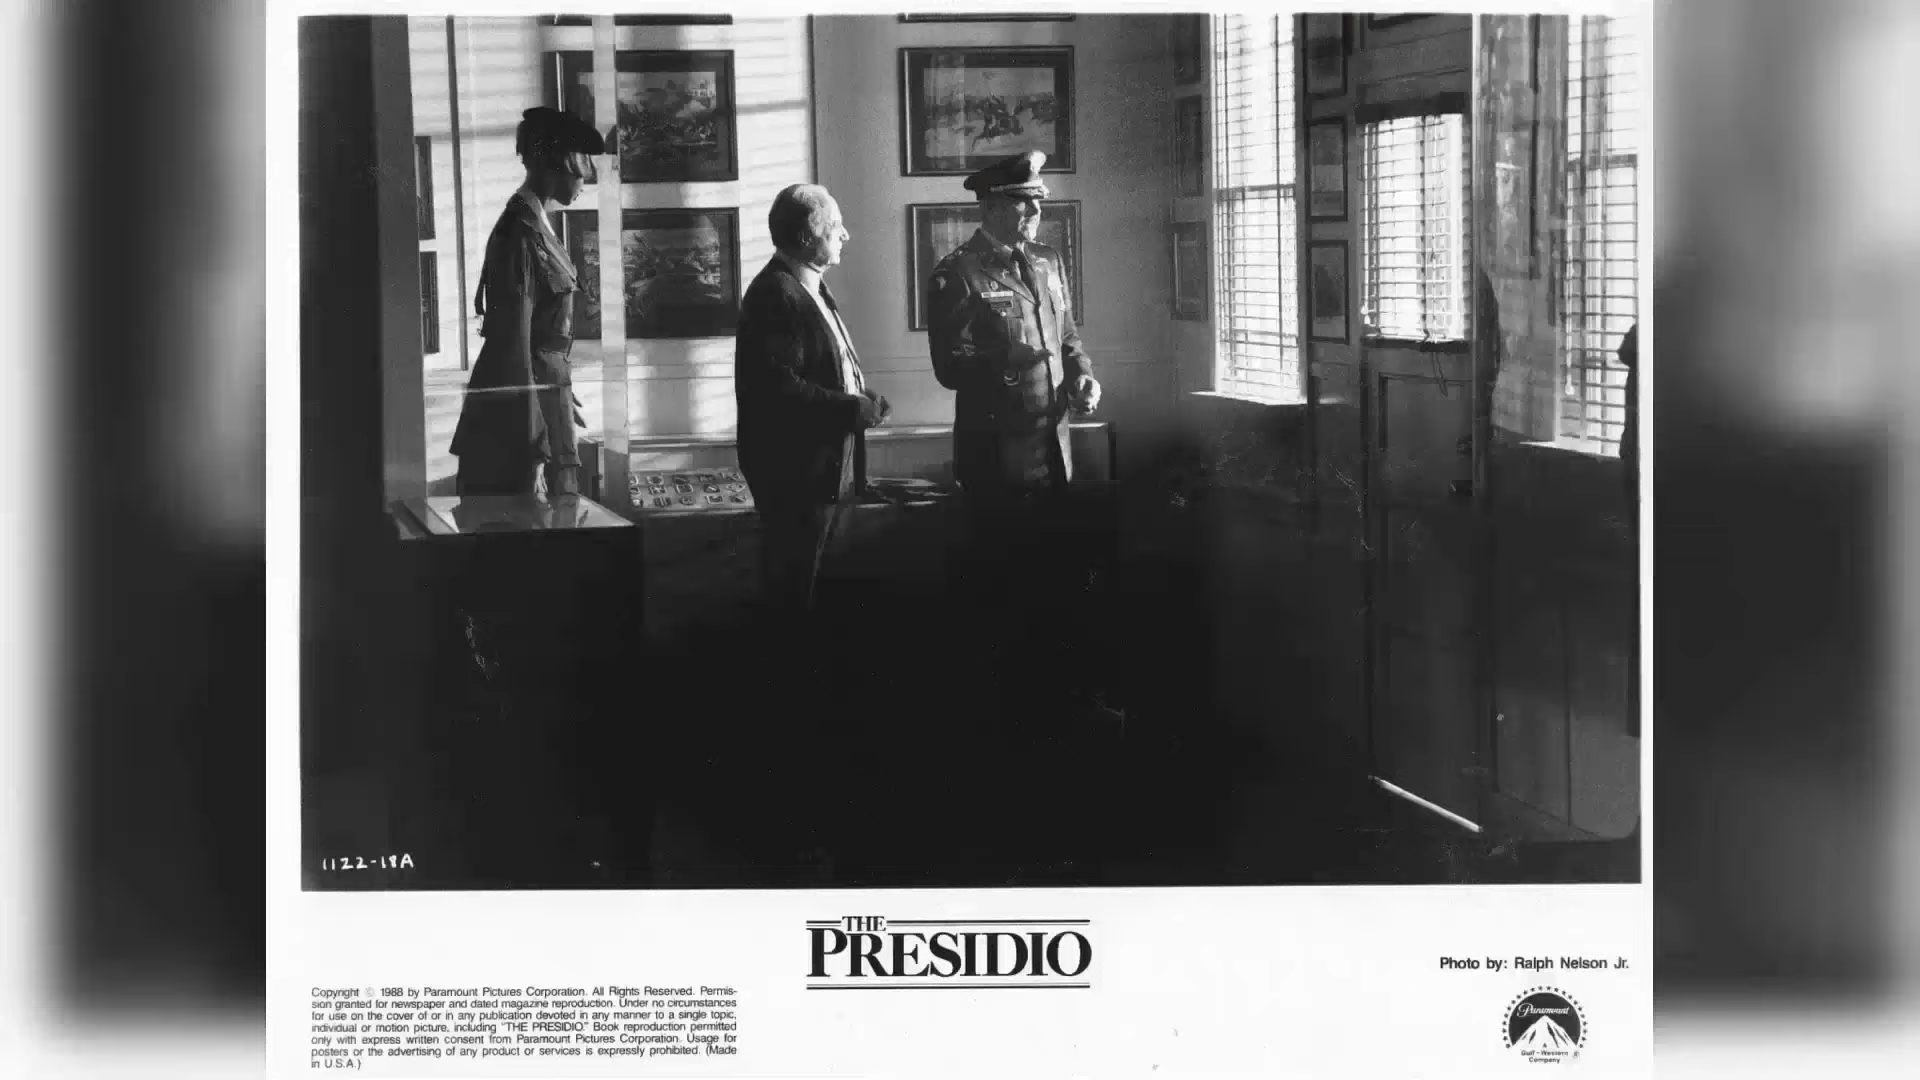 1122-18A
THE
PRESIDIO
Photo by: Ralph Nelson Jr.
Copyright © 1988 by Paramount Pictures Corporation. All Rights Reserved. Permis-
sion granted for newspaper and dated magazine reproduction. Under no circumstances
for use on the cover of or in any publication devoted in any manner to a single topic,
individual or motion picture, including "THE PRESIDIO." Book reproduction permitted
only with express written consent from Paramount Pictures Corporation. Usage for
posters or the advertising of any product or services is expressly prohibited. (Made
in U.S.A.)
Paramount
A
Gulf+Western
Company
®